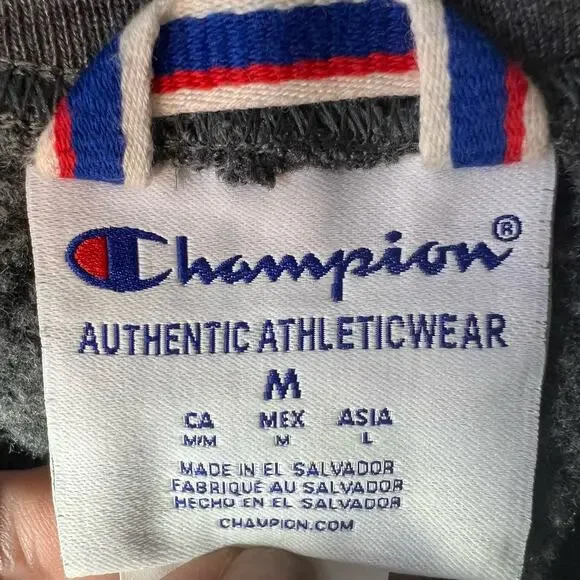 Champion®
AUTHENTIC ATHLETICWEAR
M
CA MEX ASIA
M/M M L
MADE IN EL SALVADOR
FABRIQUÉ AU SALVADOR
HECHO EN EL SALVADOR
CHAMPION.COM